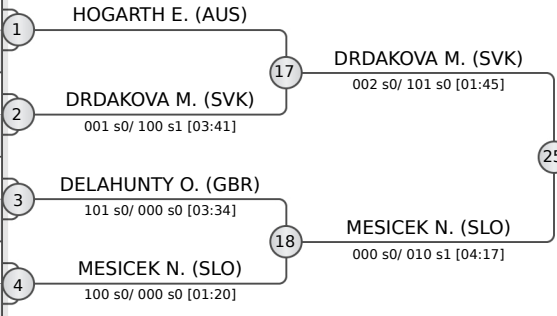 HOGARTH E. (AUS)
1
17
DRDAKOVA M. (SVK)
002 s0/ 101 s0 [01:45]
DRDAKOVA M. (SVK)
2
001 s0/ 100 s1 [03:41]
25
DELAHUNTY O. (GBR)
3
101 s0/ 000 s0 [03:34]
18
MESICEK N. (SLO)
000 s0/ 010 s1 [04:17]
MESICEK N. (SLO)
4
100 s0/ 000 s0 [01:20]